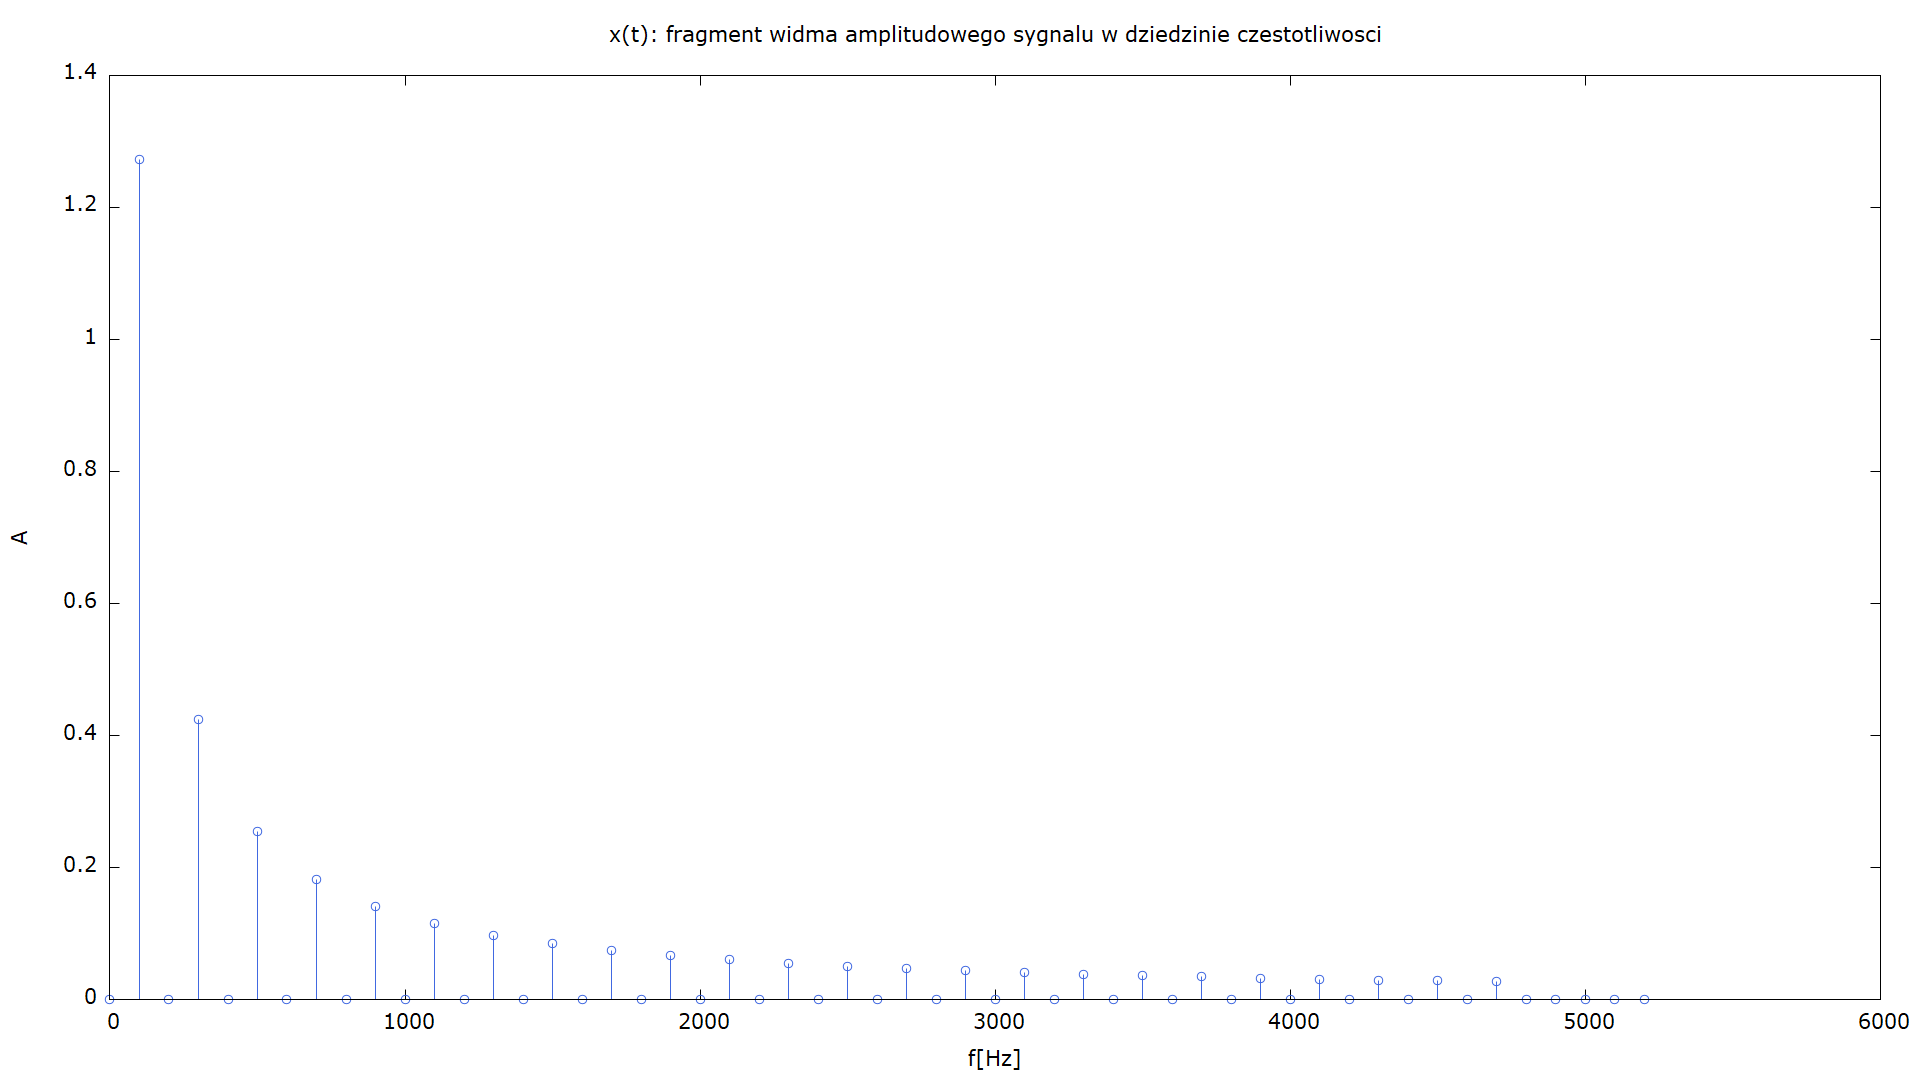 x(t): fragment widma amplitudowego sygnalu w dziedzinie czestotliwosci
1.4
1.2
1
0.8
0.6
0.4
0.2
0
A
0 1000 2000 3000 4000 5000 6000
f[Hz]